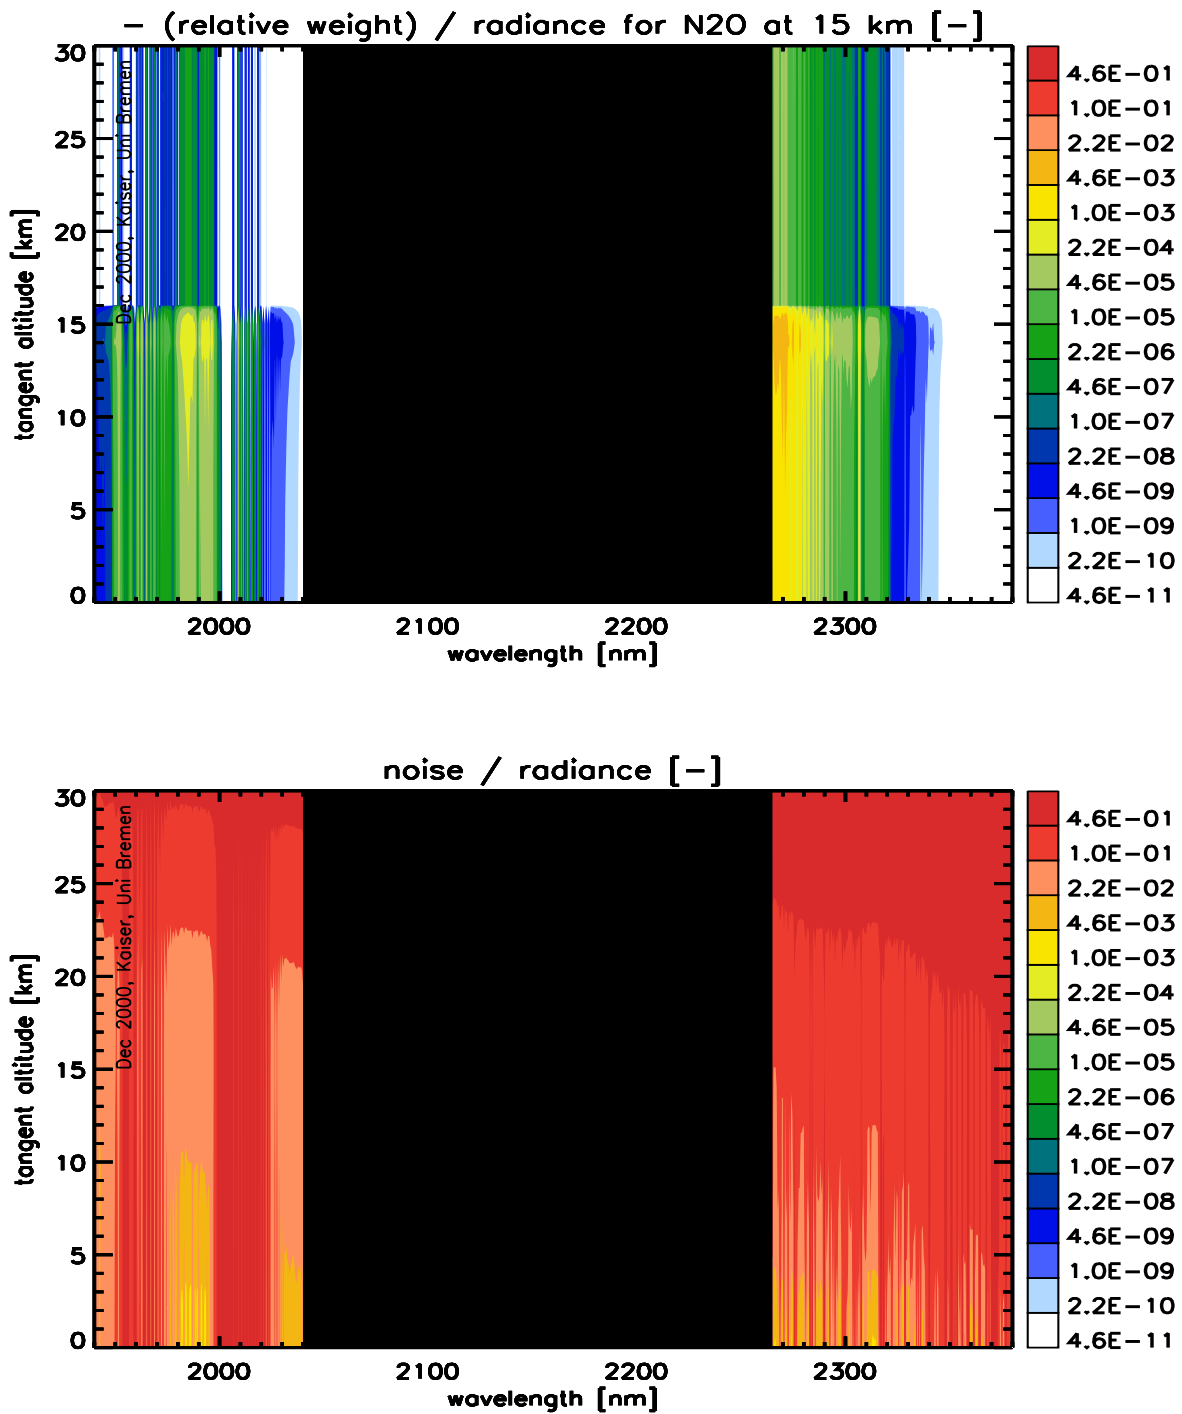 − (relative weight) / radiance for N2O at 15 km [−]
30
25
20
15
10
5
0
tangent altitude [km]
Dec 2000, Kaiser, Uni Bremen
2000 2100 2200 2300
wavelength [nm]
4.6E−01
1.0E−01
2.2E−02
4.6E−03
1.0E−03
2.2E−04
4.6E−05
1.0E−05
2.2E−06
4.6E−07
1.0E−07
2.2E−08
4.6E−09
1.0E−09
2.2E−10
4.6E−11
noise / radiance [−]
30
25
20
15
10
5
0
tangent altitude [km]
Dec 2000, Kaiser, Uni Bremen
2000 2100 2200 2300
wavelength [nm]
4.6E−01
1.0E−01
2.2E−02
4.6E−03
1.0E−03
2.2E−04
4.6E−05
1.0E−05
2.2E−06
4.6E−07
1.0E−07
2.2E−08
4.6E−09
1.0E−09
2.2E−10
4.6E−11